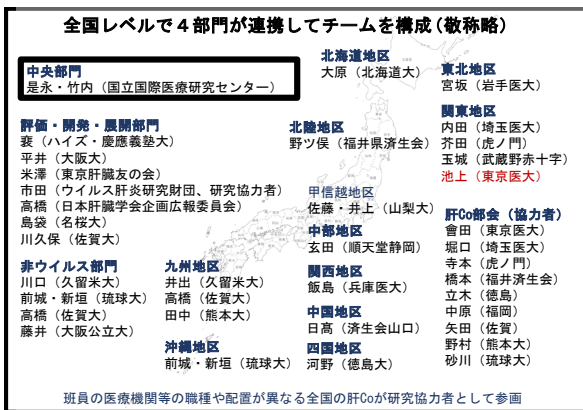 全国レベルで４部門が連携してチームを構成（敬称略）
中央部門
是永・竹内（国立国際医療研究センター）
評価・開発・展開部門
裵（ハイズ・慶應義塾大）
平井（大阪大）
米澤（東京肝臓友の会）
市田（ウイルス肝炎研究財団、研究協力者）
高橋（日本肝臓学会企画広報委員会）
島袋（名桜大）
川久保（佐賀大）
非ウイルス部門
川口（久留米大）
前城・新垣（琉球大）
高橋（佐賀大）
藤井（大阪公立大）
九州地区
井出（久留米大）
高橋（佐賀大）
田中（熊本大）
沖縄地区
前城・新垣（琉球大）
北海道地区
大原（北海道大）
北陸地区
野ツ俣（福井県済生会）
甲信越地区
佐藤・井上（山梨大）
中部地区
玄田（順天堂静岡）
関西地区
飯島（兵庫医大）
中国地区
日髙（済生会山口）
四国地区
河野（徳島大）
東北地区
宮坂（岩手医大）
関東地区
内田（埼玉医大）
芥田（虎ノ門）
玉城（武蔵野赤十字）
池上（東京医大）
肝Co部会（協力者）
會田（東京医大）
堀口（埼玉医大）
寺本（虎ノ門）
橋本（福井済生会）
立木（徳島）
中原（福岡）
矢田（佐賀）
野村（熊本大）
砂川（琉球大）
班員の医療機関等の職種や配置が異なる全国の肝Coが研究協力者として参画